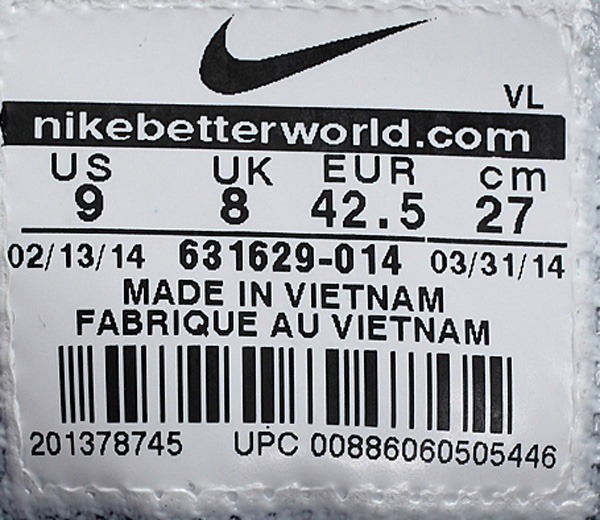 VL
nikebetterworld.com
US UK EUR cm
9 8 42.5 27
02/13/14 631629-014 03/31/14
MADE IN VIETNAM
FABRIQUE AU VIETNAM
201378745 UPC 00886060505446